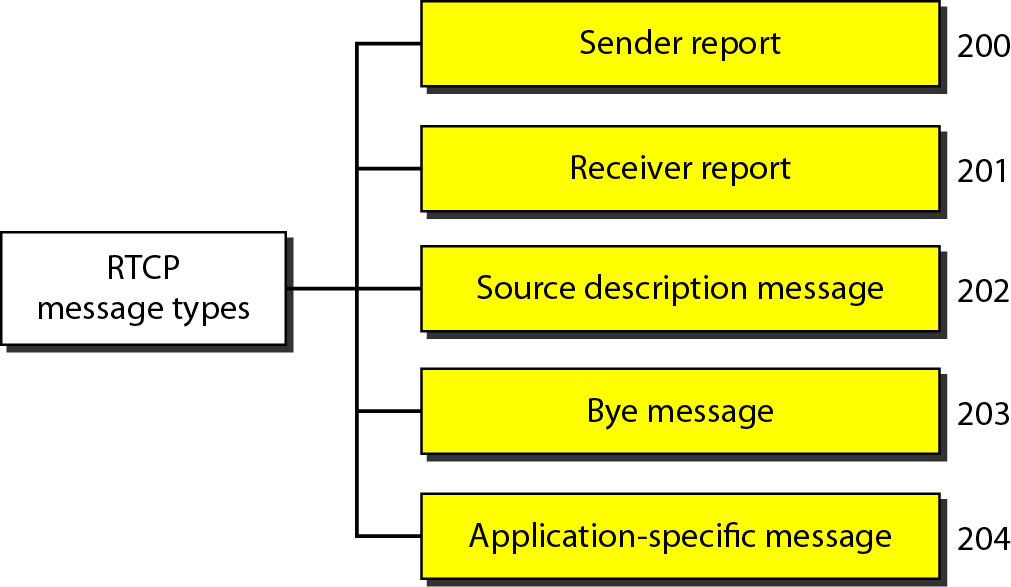 RTCP
message types
Sender report
200
Receiver report
201
Source description message
202
Bye message
203
Application-specific message
204